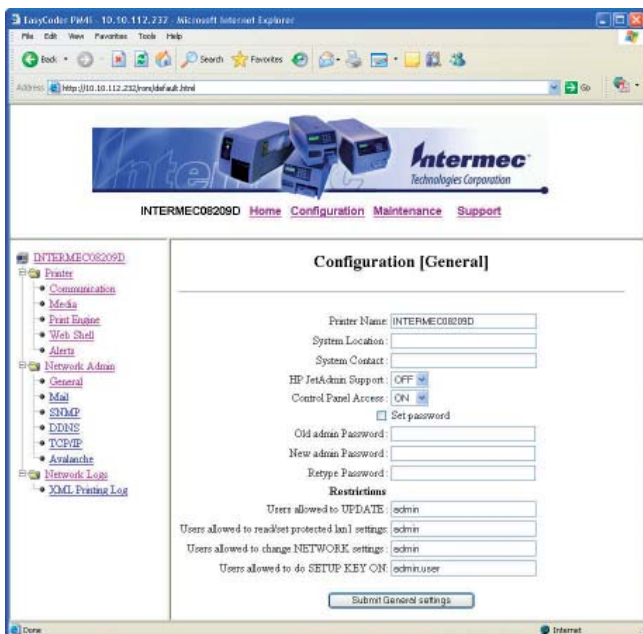 EasyCoder PM4i - 10.10.112.232 - Microsoft Internet Explorer
File Edit View Favorites Tools Help
Back Search Favorites
Address http://10.10.112.232/rom/default.html Go
Intermec
Intermec
Technologies Corporation
INTERMEC08209D Home Configuration Maintenance Support
INTERMEC08209D
Printer
Communication
Media
Print Engine
Web Shell
Alerts
Network Admin
General
Mail
SNMP
DDNS
TCP/IP
Avalanche
Network Logs
XML Printing Log
Configuration [General]
Printer Name: INTERMEC08209D
System Location:
System Contact:
HP JetAdmin Support: OFF
Control Panel Access: ON
Set password
Old admin Password:
New admin Password:
Retype Password:
Restrictions
Users allowed to UPDATE: admin
Users allowed to read/set protected lan1 settings: admin
Users allowed to change NETWORK settings: admin
Users allowed to do SETUP KEY ON: admin,user
Submit General settings
Done Internet